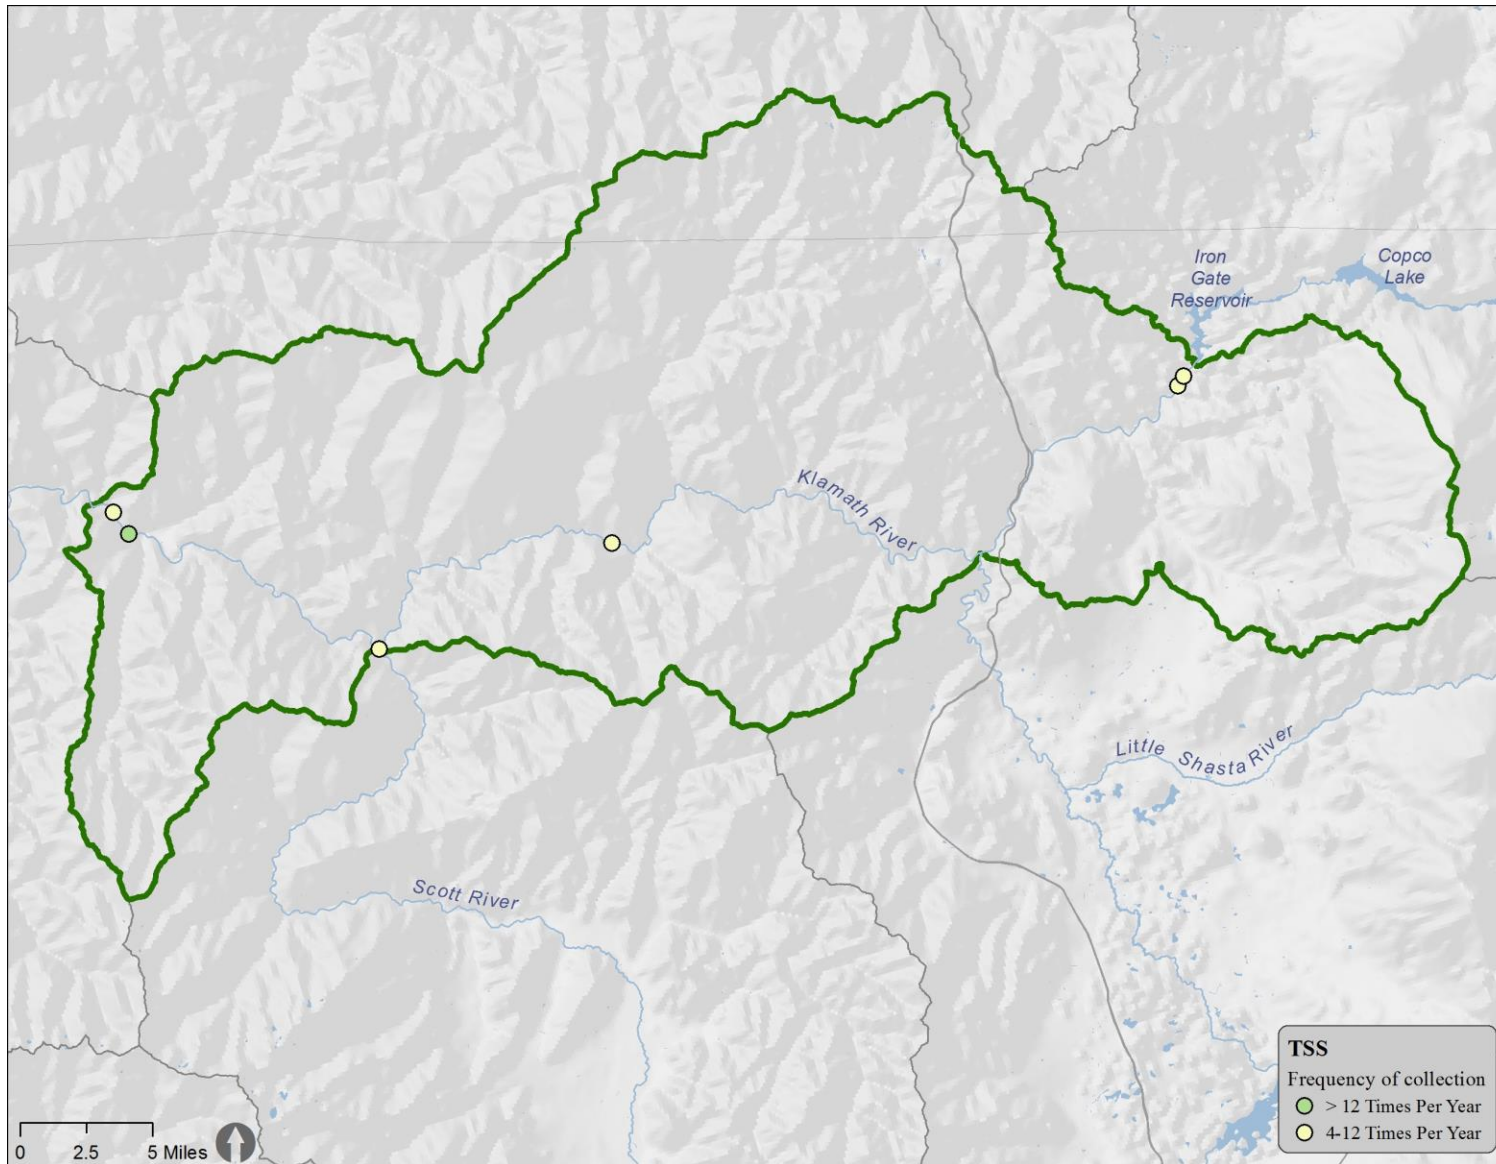 Iron
Gate
Reservoir
Copco
Lake
Klamath River
Little Shasta River
Scott River
TSS
Frequency of collection
> 12 Times Per Year
4-12 Times Per Year
0 2.5 5 Miles